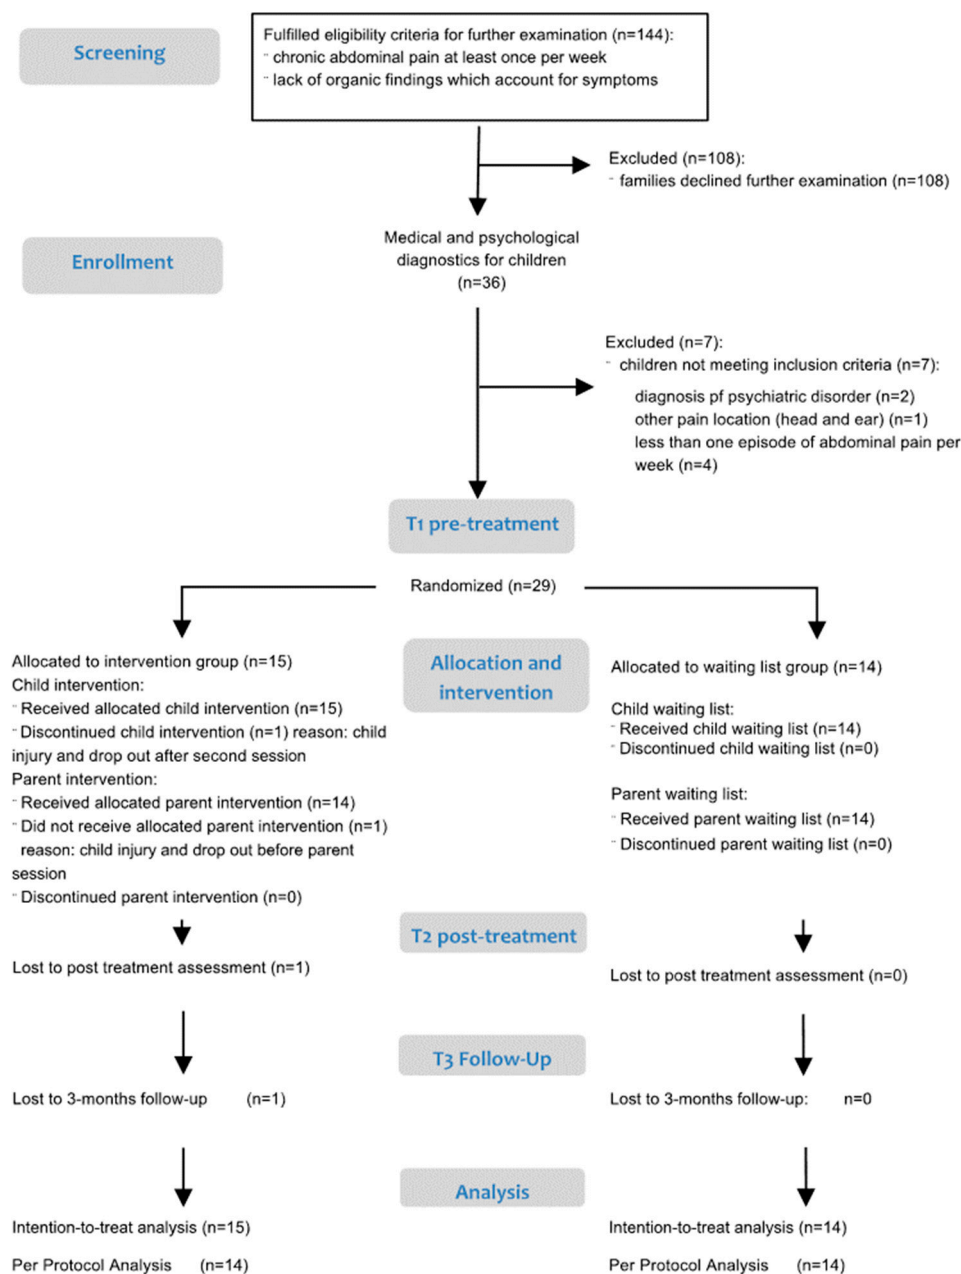 Screening
Fulfilled eligibility criteria for further examination (n=144):
¨ chronic abdominal pain at least once per week
¨ lack of organic findings which account for symptoms
Excluded (n=108):
¨ families declined further examination (n=108)
Enrollment
Medical and psychological
diagnostics for children
(n=36)
Excluded (n=7):
¨ children not meeting inclusion criteria (n=7):
diagnosis pf psychiatric disorder (n=2)
other pain location (head and ear) (n=1)
less than one episode of abdominal pain per
week (n=4)
T1 pre-treatment
Randomized (n=29)
Allocated to intervention group (n=15)
Child intervention:
¨ Received allocated child intervention (n=15)
¨ Discontinued child intervention (n=1) reason: child
injury and drop out after second session
Parent intervention:
¨ Received allocated parent intervention (n=14)
¨ Did not receive allocated parent intervention (n=1)
reason: child injury and drop out before parent
session
¨ Discontinued parent intervention (n=0)
Allocation and
intervention
Allocated to waiting list group (n=14)
Child waiting list:
¨ Received child waiting list (n=14)
¨ Discontinued child waiting list (n=0)
Parent waiting list:
¨ Received parent waiting list (n=14)
¨ Discontinued parent waiting list (n=0)
T2 post-treatment
Lost to post treatment assessment (n=1)
Lost to post treatment assessment (n=0)
T3 Follow-Up
Lost to 3-months follow-up (n=1)
Lost to 3-months follow-up: n=0
Analysis
Intention-to-treat analysis (n=15)
Per Protocol Analysis (n=14)
Intention-to-treat analysis (n=14)
Per Protocol Analysis (n=14)